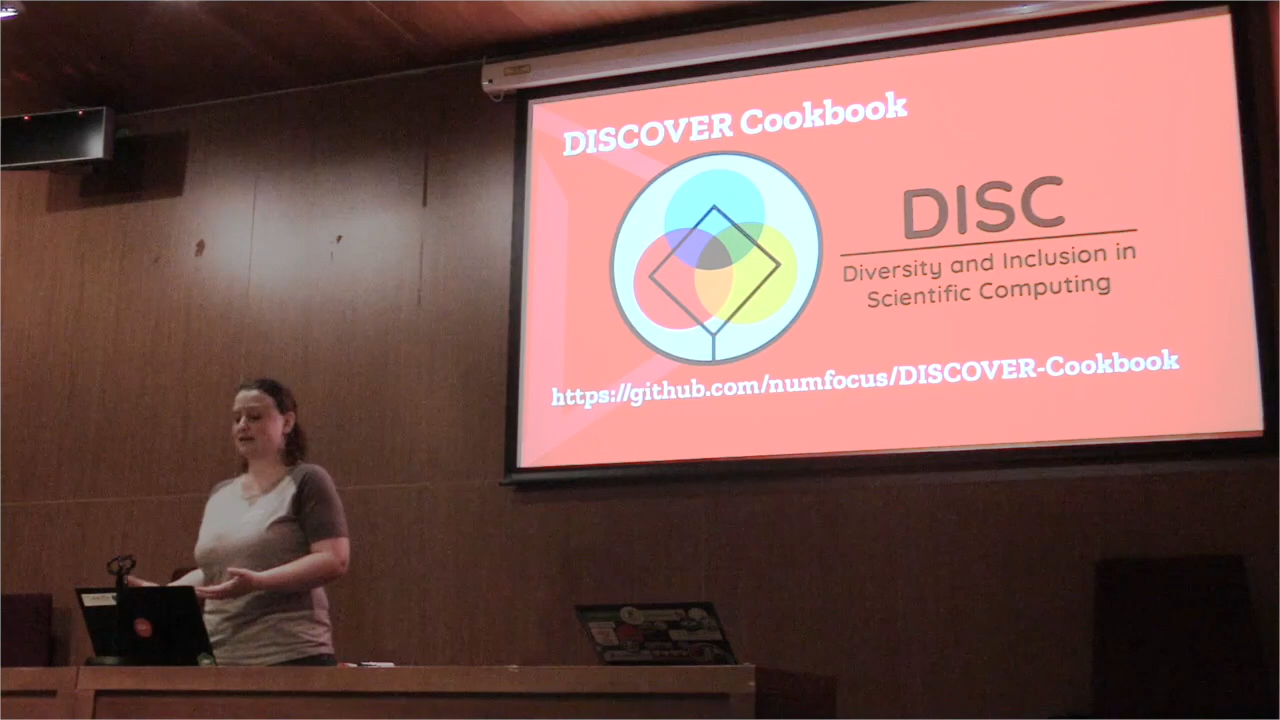 DISCOVER Cookbook
DISC
Diversity and Inclusion in
Scientific Computing
https://github.com/numfocus/DISCOVER-Cookbook